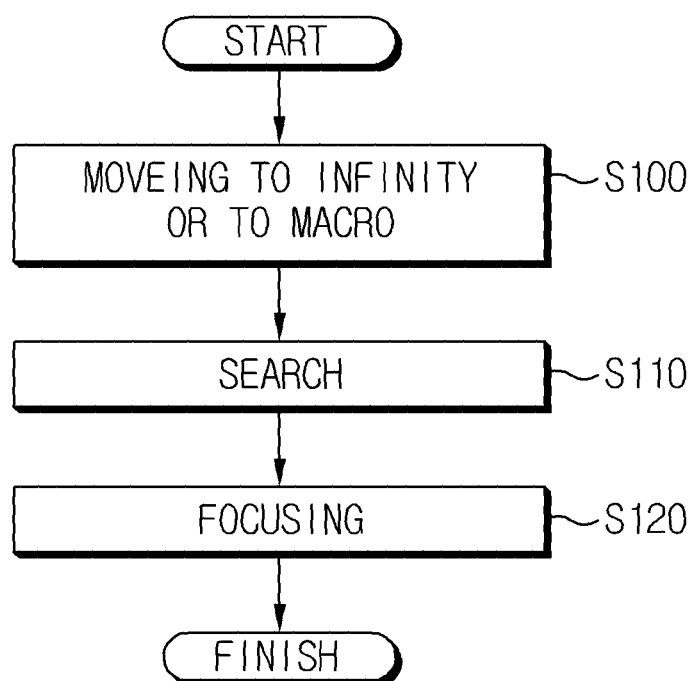 START
MOVEING TO INFINITY
OR TO MACRO
S100
SEARCH
S110
FOCUSING
S120
FINISH